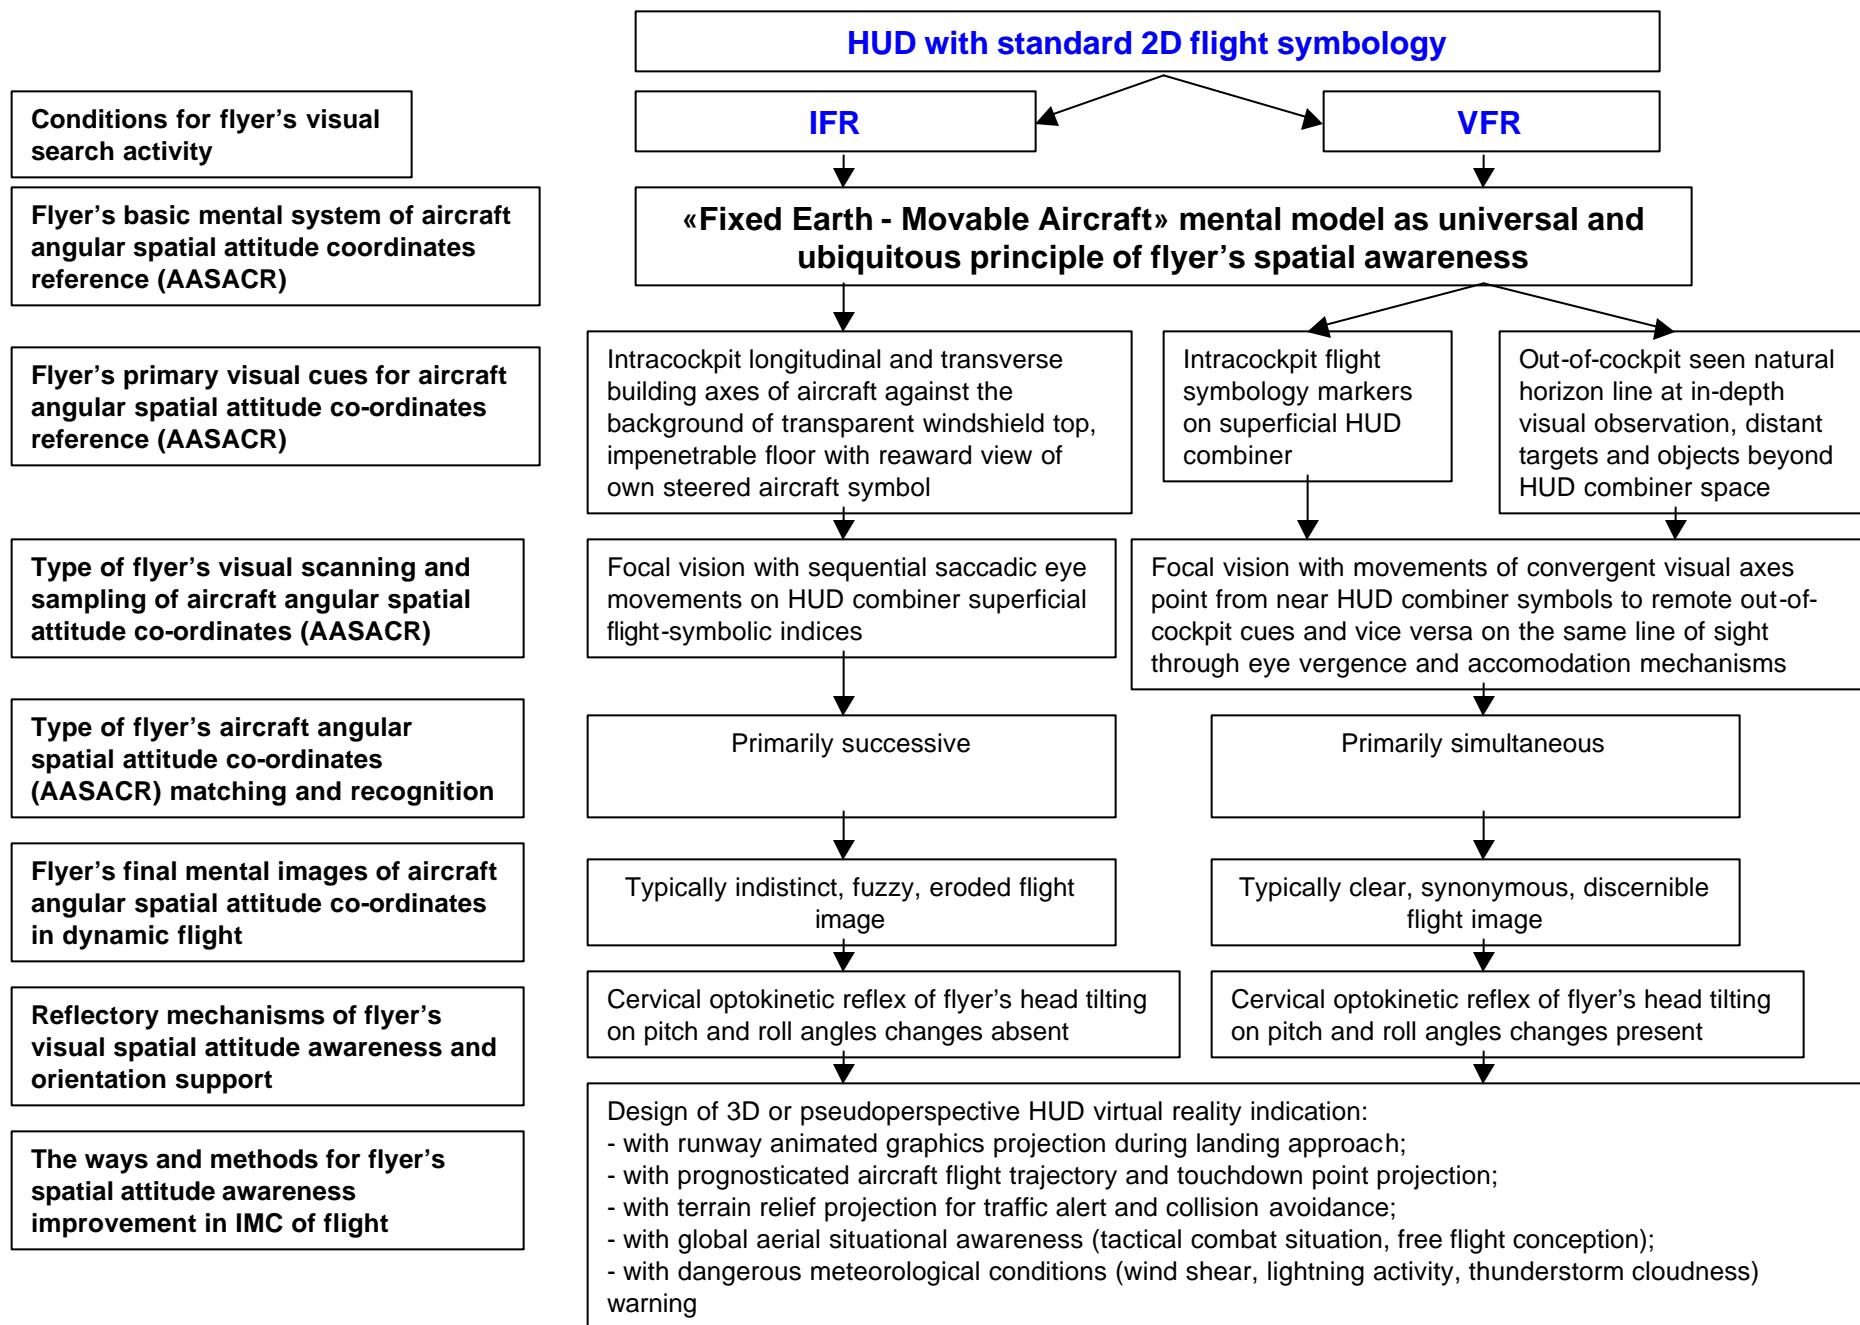 HUD with standard 2D flight symbology
Conditions for flyer's visual
search activity
IFR
VFR
Flyer's basic mental system of aircraft
angular spatial attitude coordinates
reference (AASACR)
«Fixed Earth - Movable Aircraft» mental model as universal and
ubiquitous principle of flyer's spatial awareness
Flyer's primary visual cues for aircraft
angular spatial attitude co-ordinates
reference (AASACR)
Intracockpit longitudinal and transverse
building axes of aircraft against the
background of transparent windshield top,
impenetrable floor with reaward view of
own steered aircraft symbol
Intracockpit flight
symbology markers
on superficial HUD
combiner
Out-of-cockpit seen natural
horizon line at in-depth
visual observation, distant
targets and objects beyond
HUD combiner space
Type of flyer's visual scanning and
sampling of aircraft angular spatial
attitude co-ordinates (AASACR)
Focal vision with sequential saccadic eye
movements on HUD combiner superficial
flight-symbolic indices
Focal vision with movements of convergent visual axes
point from near HUD combiner symbols to remote out-of-
cockpit cues and vice versa on the same line of sight
through eye vergence and accomodation mechanisms
Type of flyer's aircraft angular
spatial attitude co-ordinates
(AASACR) matching and recognition
Primarily successive
Primarily simultaneous
Flyer's final mental images of aircraft
angular spatial attitude co-ordinates
in dynamic flight
Typically indistinct, fuzzy, eroded flight
image
Typically clear, synonymous, discernible
flight image
Reflectory mechanisms of flyer's
visual spatial attitude awareness and
orientation support
Cervical optokinetic reflex of flyer's head tilting
on pitch and roll angles changes absent
Cervical optokinetic reflex of flyer's head tilting
on pitch and roll angles changes present
The ways and methods for flyer's
spatial attitude awareness
improvement in IMC of flight
Design of 3D or pseudoperspective HUD virtual reality indication:
- with runway animated graphics projection during landing approach;
- with prognosticated aircraft flight trajectory and touchdown point projection;
- with terrain relief projection for traffic alert and collision avoidance;
- with global aerial situational awareness (tactical combat situation, free flight conception);
- with dangerous meteorological conditions (wind shear, lightning activity, thunderstorm cloudness)
warning